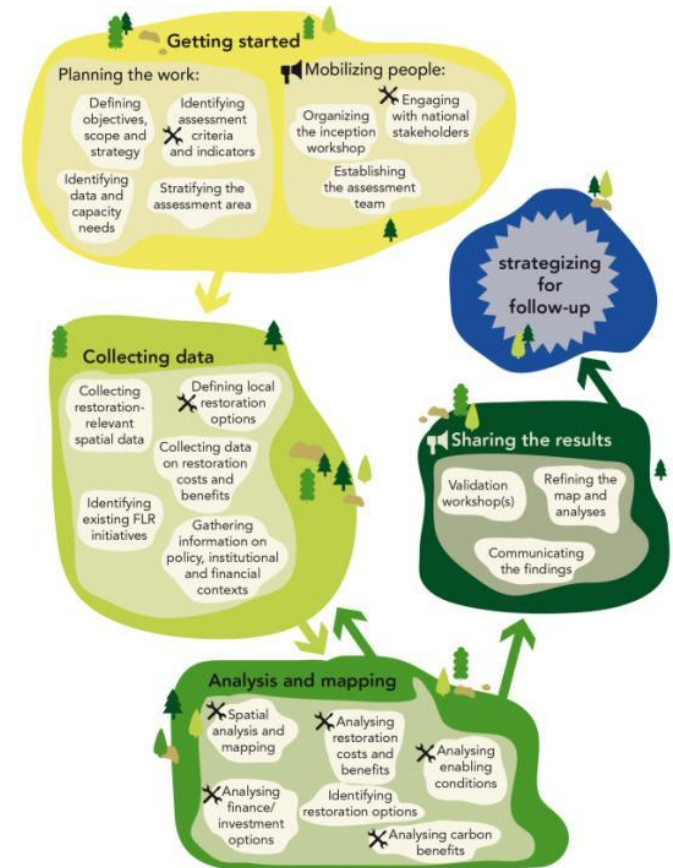 Getting started
Planning the work:
Defining
objectives,
scope and
strategy
Identifying
assessment
criteria
and indicators
Identifying
data and
capacity
needs
Stratifying the
assessment area
Mobilizing people:
Organizing
the inception
workshop
Engaging
with national
stakeholders
Establishing
the assessment
team
Collecting data
Collecting
restoration-
relevant
spatial data
Defining local
restoration
options
Collecting data
on restoration
costs and
benefits
Identifying
existing FLR
initiatives
Gathering
information on
policy, institutional
and financial
contexts
Analysis and mapping
Spatial
analysis and
mapping
Analysing
restoration
costs and
benefits
Analysing
enabling
conditions
Analysing
finance/
investment
options
Identifying
restoration options
Analysing carbon
benefits
Sharing the results
Validation
workshop(s)
Refining the
map and
analyses
Communicating
the findings
strategizing
for
follow-up